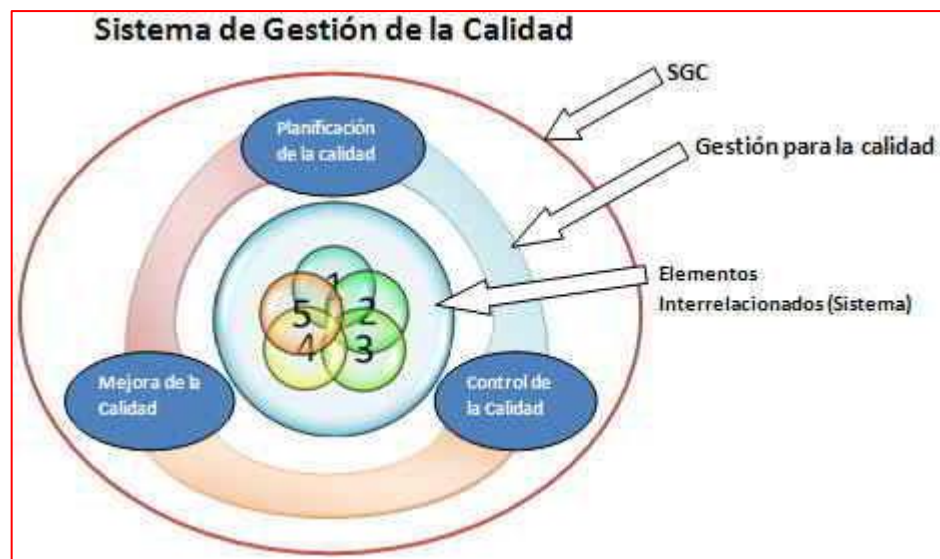 Sistema de Gestión de la Calidad
SGC
Planificación
de la calidad
Gestión para la calidad
Elementos
Interrelacionados (Sistema)
1
5
2
4
3
Mejora de la
Calidad
Control de
la Calidad